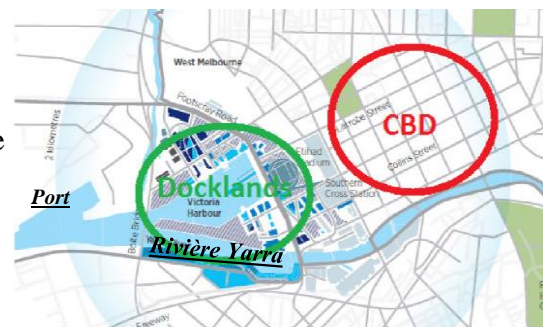 West Melbourne
Footscray Road
2 kilometres
Latrobe Street
CBD
Collins Street
Etihad
Stadium
Southern
Cross Station
Docklands
Victoria
Harbour
Port
Bolte Bridge
Rivière Yarra
Freeway
e